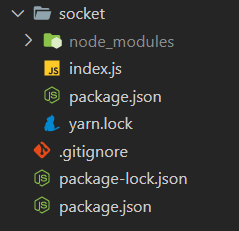 socket
node_modules
index.js
package.json
yarn.lock
.gitignore
package-lock.json
package.json